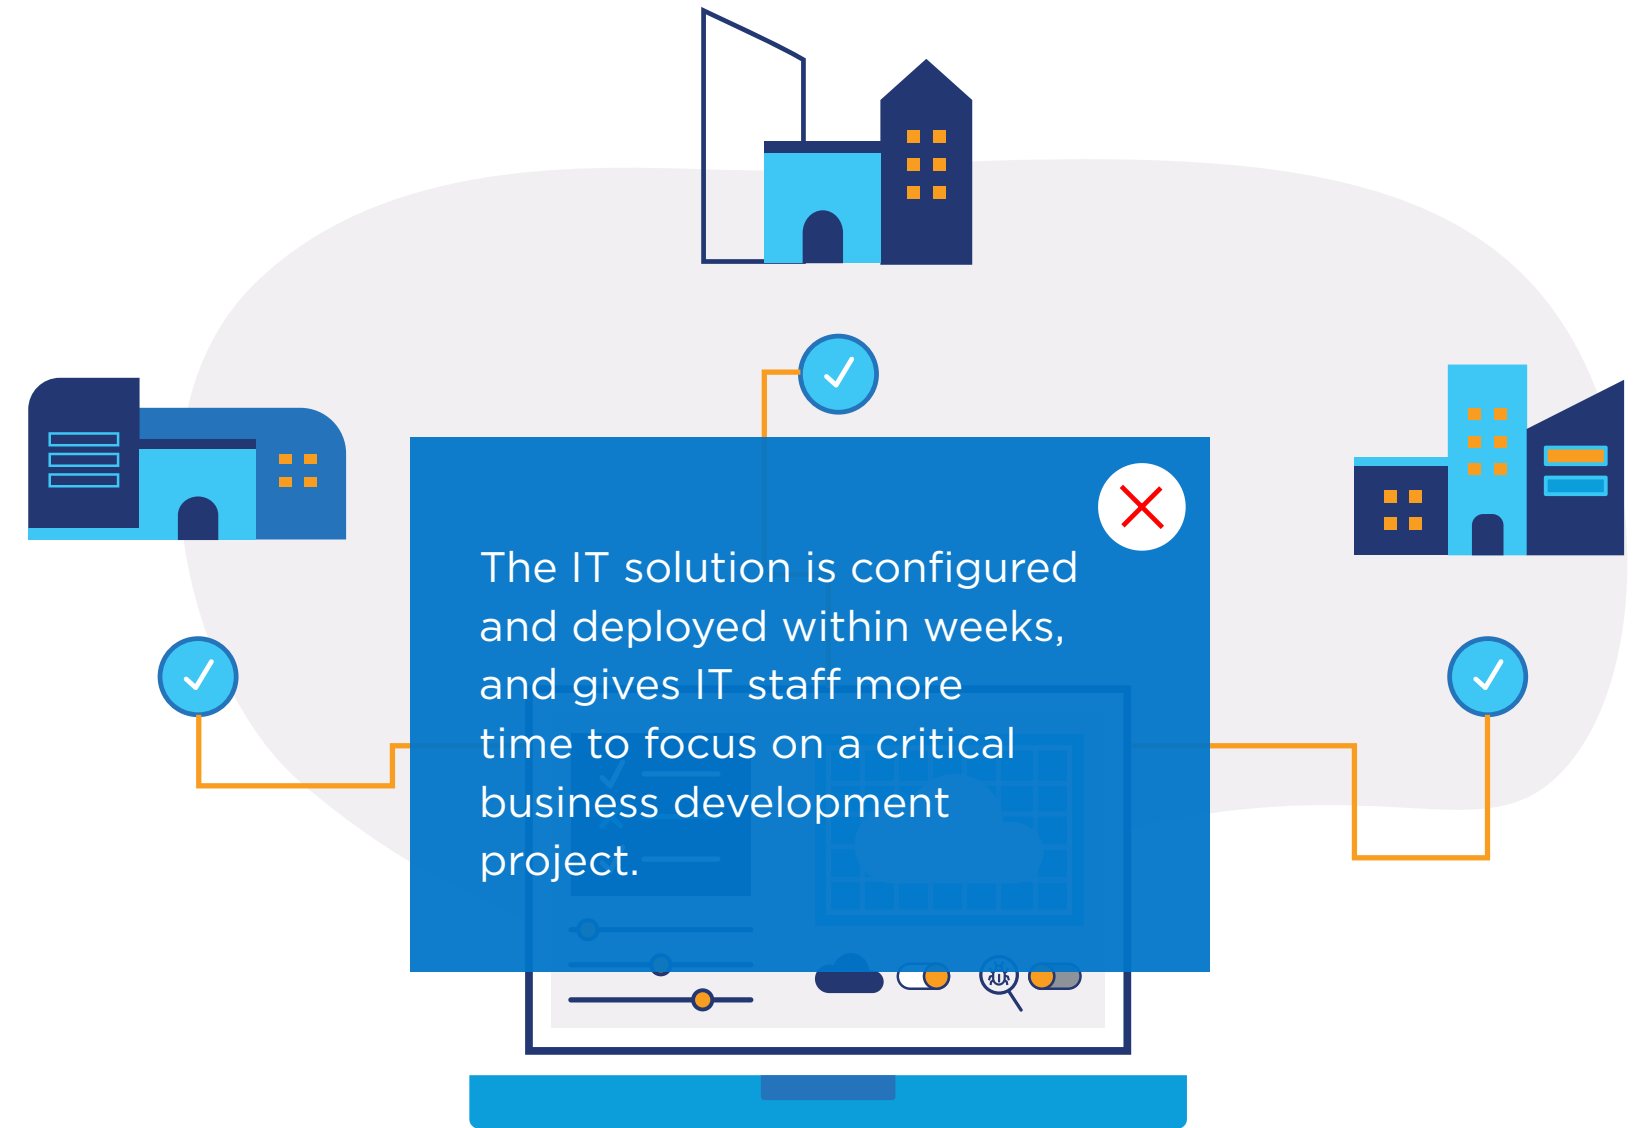 The IT solution is configured
and deployed within weeks,
and gives IT staff more
time to focus on a critical
business development
project.